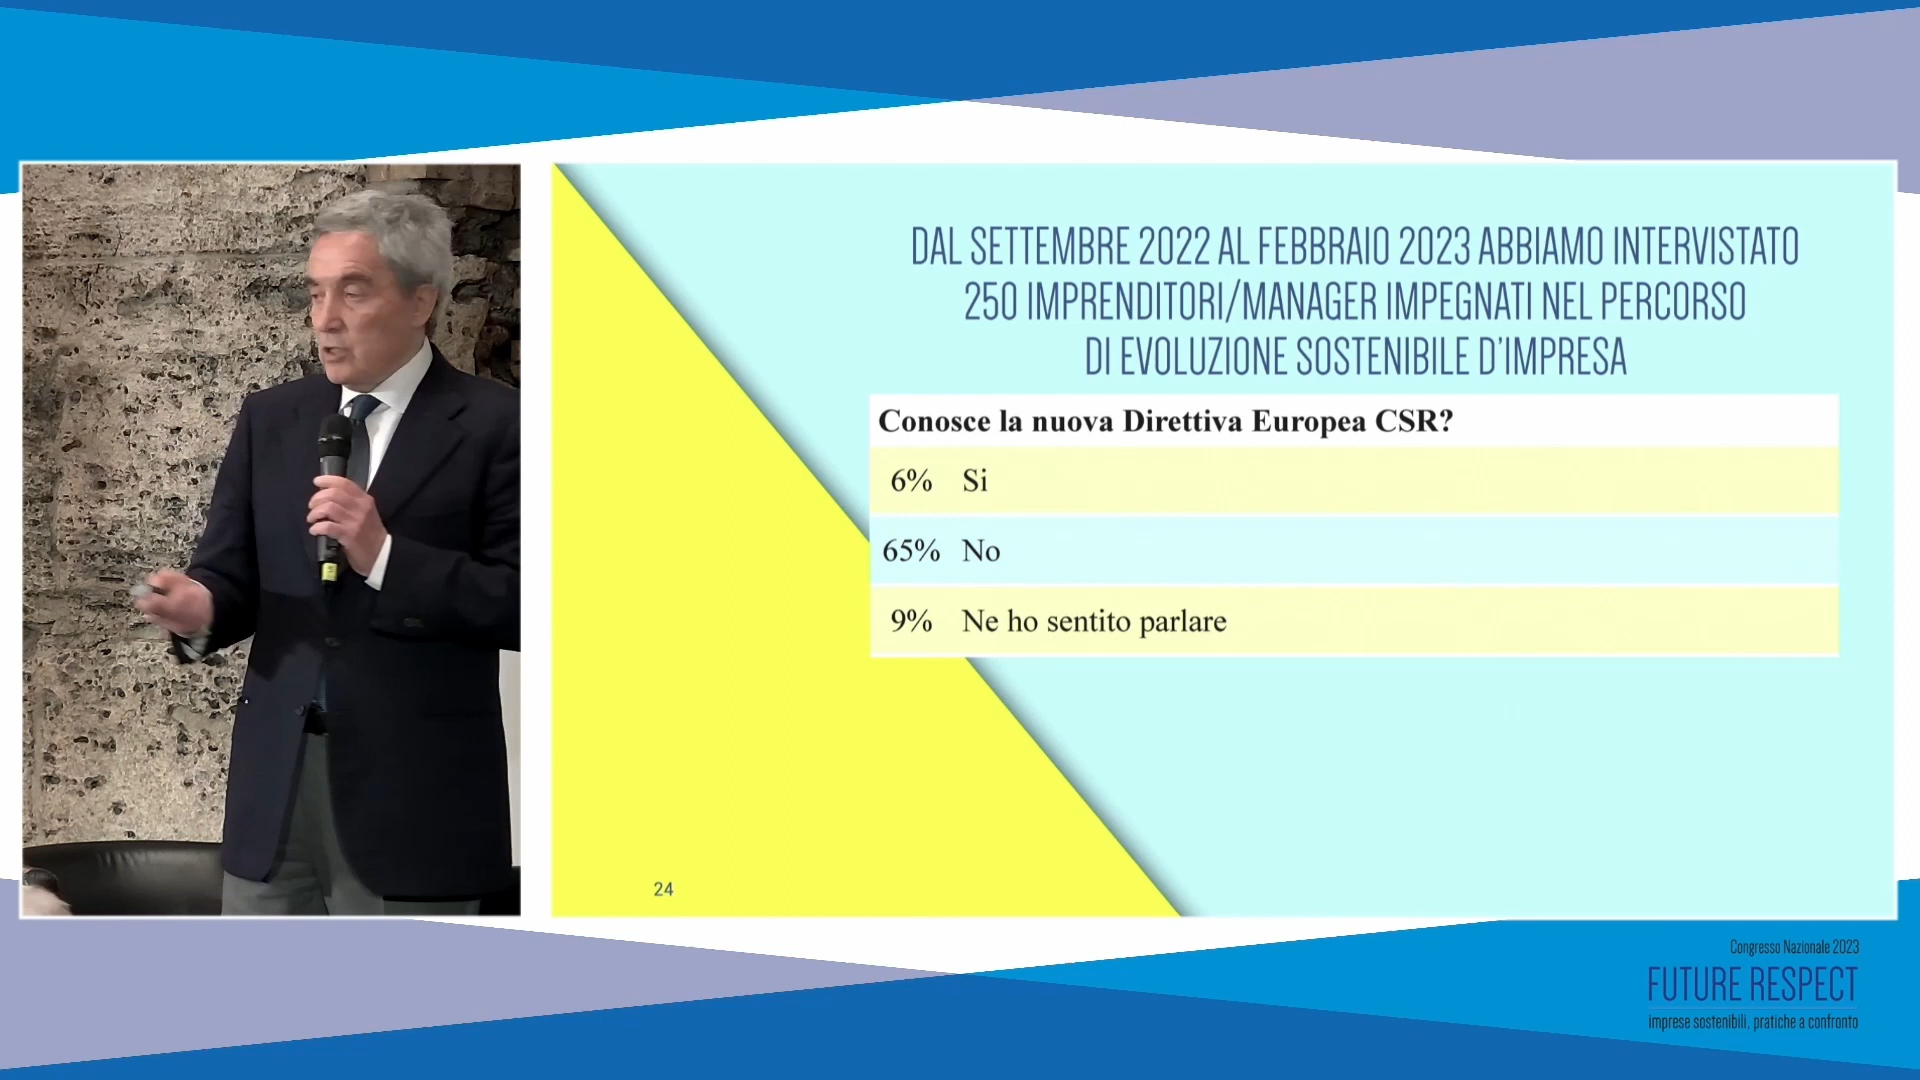 DAL SETTEMBRE 2022 AL FEBBRAIO 2023 ABBIAMO INTERVISTATO
250 IMPRENDITORI/MANAGER IMPEGNATI NEL PERCORSO
DI EVOLUZIONE SOSTENIBILE D'IMPRESA
Conosce la nuova Direttiva Europea CSR?
6% Si
65% No
9% Ne ho sentito parlare
24
Congresso Nazionale 2023
FUTURE RESPECT
imprese sostenibili, pratiche a confronto